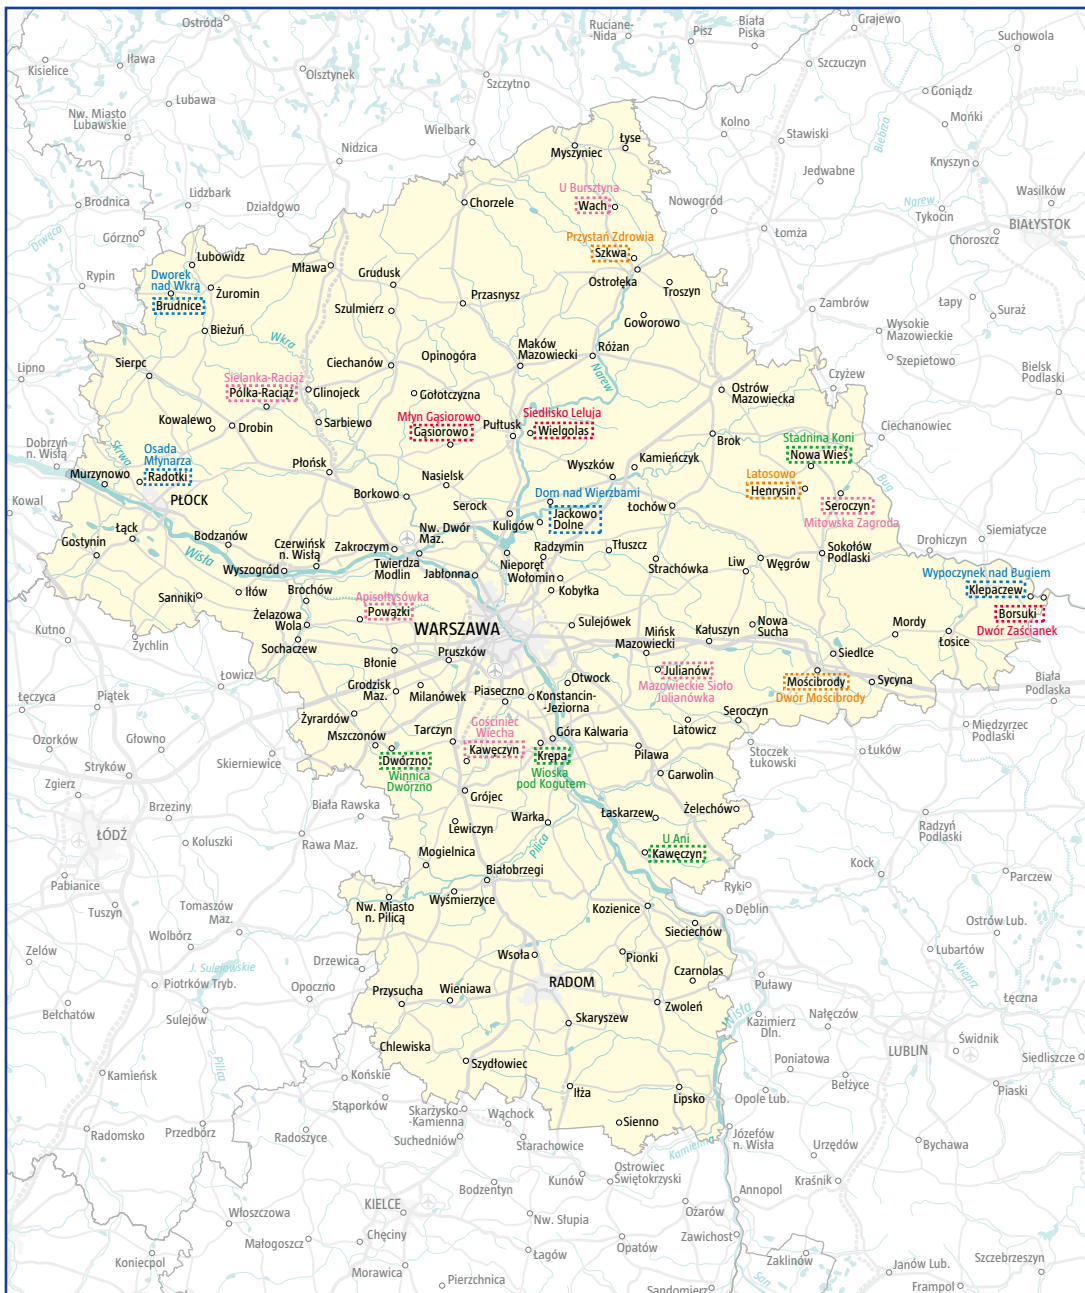 Ostróda
Ruciane-
-Nida
Pisz
Biała
Piska
Grajewo
Suchowola
Kisielice
Iława
Olsztynek
Szczytno
Szczuczyn
Goniądz
Lubawa
Nw. Miasto
Lubawskie
Wielbark
Nidzica
Kolno
Stawiski
Mońki
Biebrza
Łyse
Myszyniec
Knyszyn
Jedwabne
Wasilków
U Bursztyna
Wach
Chorzele
Nowogród
Narew
Tykocin
BIAŁYSTOK
Choroszcz
Łomża
Brodnica
Lidzbark
Działdowo
Drwęca
Górzno
Przystań Zdrowia
Szkwa
Ostrołęka
Troszyn
Rypin
Lubowidz
Dworek
nad Wkrą
Brudnice
Żuromin
Mława
Grudusk
Szulmierz
Przasnysz
Goworowo
Zambrów
Łapy
Suraż
Wysokie
Mazowieckie
Szepietowo
Bielsk
Podlaski
Bieżuń
Wkra
Lipno
Sierpc
Ciechanów
Opinogóra
Maków
Mazowiecki
Różan
Narew
Sielanka-Raciąż
Pólka-Raciąż
Glinojeck
Gołotczyzna
Ostrów
Mazowiecka
Czyżew
Ciechanowiec
Kowalewo
Drobin
Sarbiewo
Młyn Gąsiorowo
Gąsiorowo
Pułtusk
Siedlisko Leluja
Wielgolas
Brok
Stadnina Koni
Nowa Wieś
Dobrzyń
n. Wisłą
Skrwa
Osada
Młynarza
Radotki
Murzynowo
Płońsk
Nasielsk
Wyszków
Kamieńczyk
Latosowo
Henrysin
Bug
Seroczyn
Mitowska Zagroda
Kowal
PŁOCK
Borkowo
Serock
Dom nad Wierzbami
Jackowo
Dolne
Kuligów
Łochów
Siemiatycze
Drohiczyn
Łąck
Gostynin
Bodzanów
Wisła
Czerwińsk
n. Wisłą
Zakroczym
Nw. Dwór
Maz.
Twierdza
Modlin
Radzymin
Nieporęt
Tłuszcz
Strachówka
Liw
Węgrów
Sokołów
Podlaski
Wyszogród
Jabłonna
Wołomin
Kobyłka
Wypoczynek nad Bugiem
Klepaczew
Borsuki
Dwór Zaścianek
Sanniki
Iłów
Brochów
Apisołtysówka
Powązki
Żelazowa
Wola
Sochaczew
WARSZAWA
Sulejówek
Mińsk
Mazowiecki
Kałuszyn
Nowa
Sucha
Mordy
Łosice
Kutno
Żychlin
Błonie
Pruszków
Siedlce
Łowicz
Grodzisk
Maz.
Milanówek
Piaseczno
Konstancin-
-Jeziorna
Otwock
Julianów
Mazowieckie Sioło
Julianówka
Mościbrody
Dwór Mościbrody
Sycyna
Biała
Podlaska
Łęczyca
Piątek
Żyrardów
Mszczonów
Tarczyn
Gościniec
Wiecha
Kawęczyn
Góra Kalwaria
Krępa
Wioska
pod Kogutem
Latowicz
Seroczyn
Międzyrzec
Podlaski
Ozorków
Głowno
Skierniewice
Dwórzno
Winnica
Dwórzno
Pilawa
Garwolin
Stoczek
Łukowski
Łuków
Stryków
Zgierz
Biała Rawska
Grójec
Brzeziny
Łaskarzew
Żelechów
ŁÓDŹ
Koluszki
Rawa Maz.
Lewiczyn
Warka
Pilica
Radzyń
Podlaski
U Ani
Kawęczyn
Mogielnica
Białobrzegi
Kock
Parczew
Pabianice
Tuszyn
Tomaszów
Maz.
Nw. Miasto
n. Pilicą
Wyśmierzyce
Kozienice
Ryki
Dęblin
Ostrów Lub.
Sieciechów
Wolbórz
Zelów
Drzewica
Wsoła
Pionki
Lubartów
J. Sulejowskie
Piotrków Tryb.
Opoczno
Wieprz
Czarnolas
RADOM
Puławy
Łęczna
Przysucha
Wieniawa
Zwoleń
Bełchatów
Sulejów
Skaryszew
Wisła
Kazimierz
Dln.
Nałęczów
Świdnik
LUBLIN
Siedliszcze
Chlewiska
Szydłowiec
Pilica
Poniatowa
Kamieńsk
Końskie
Bełżyce
Iłża
Lipsko
Opole Lub.
Piaski
Stąporków
Skarżysko-
-Kamienna
Wąchock
Sienno
Radomsko
Przedbórz
Radoszyce
Suchedniów
Starachowice
Kamienna
Józefów
n. Wisłą
Urzędów
Bychawa
Ostrowiec
Świętokrzyski
Kunów
Bodzentyn
Annopol
Kraśnik
KIELCE
Włoszczowa
Nw. Słupia
Ożarów
Chęciny
Małogoszcz
Opatów
Zawichost
Koniecpol
Łagów
Zaklinów
Szczebrzeszyn
Morawica
Pierzchnica
San
Janów Lub.
Sandomierz
Frampol